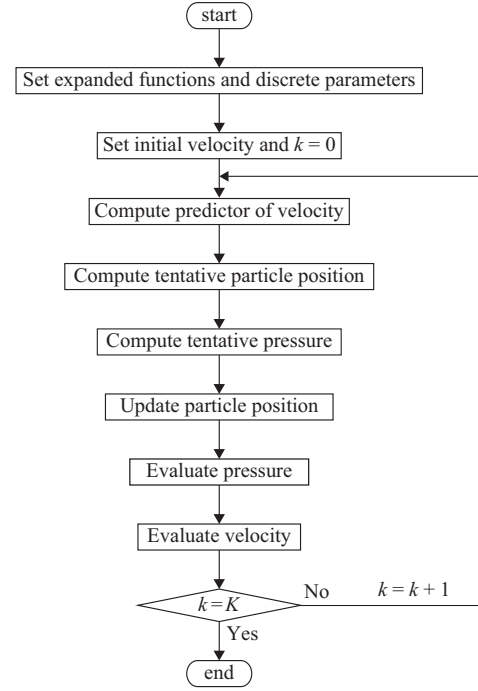 start
Set expanded functions and discrete parameters
Set initial velocity and k = 0
Compute predictor of velocity
Compute tentative particle position
Compute tentative pressure
Update particle position
Evaluate pressure
Evaluate velocity
k = K
No
k = k + 1
Yes
end